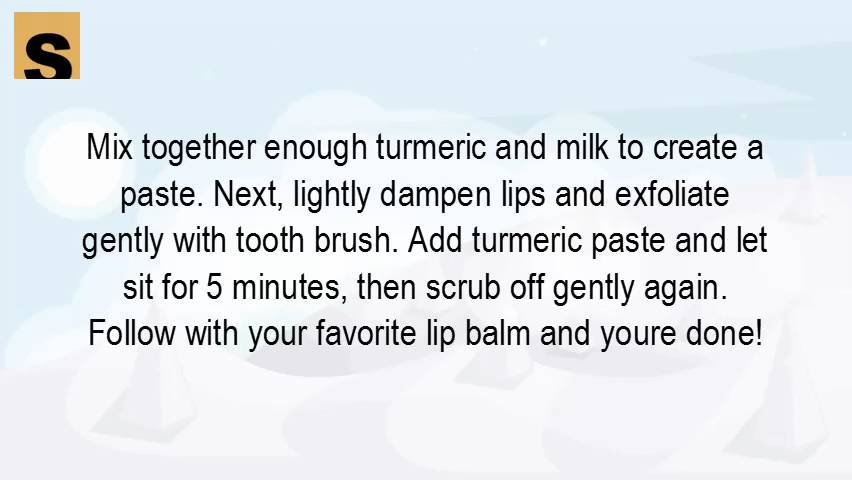 S
Mix together enough turmeric and milk to create a
paste. Next, lightly dampen lips and exfoliate
gently with tooth brush. Add turmeric paste and let
sit for 5 minutes, then scrub off gently again.
Follow with your favorite lip balm and youre done!